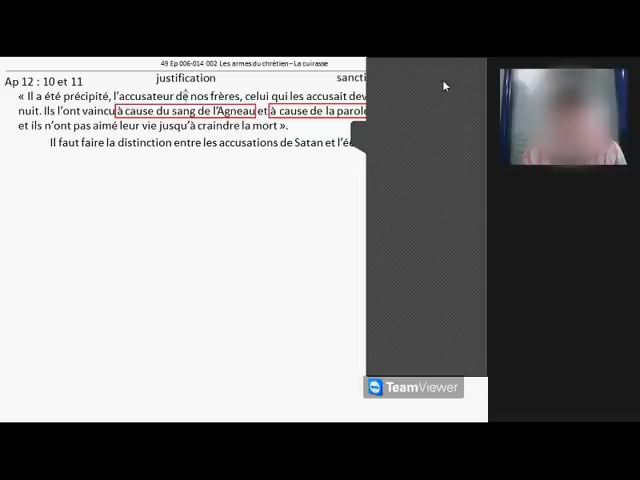 49 Ep 006-014 002 Les armes du chrétien – La cuirasse
Ap 12 : 10 et 11 justification
« Il a été précipité, l'accusateur de nos frères, celui qui les accusait
nuit. Ils l'ont vaincu à cause du sang de l'Agneau et à cause de la
et ils n'ont pas aimé leur vie jusqu'à craindre la mort ».
Il faut faire la distinction entre les accusations de Satan et
TeamViewer